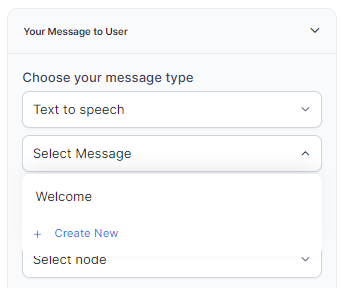 Your Message to User
Choose your message type
Text to speech
Select Message
Welcome
+ Create New
Select node